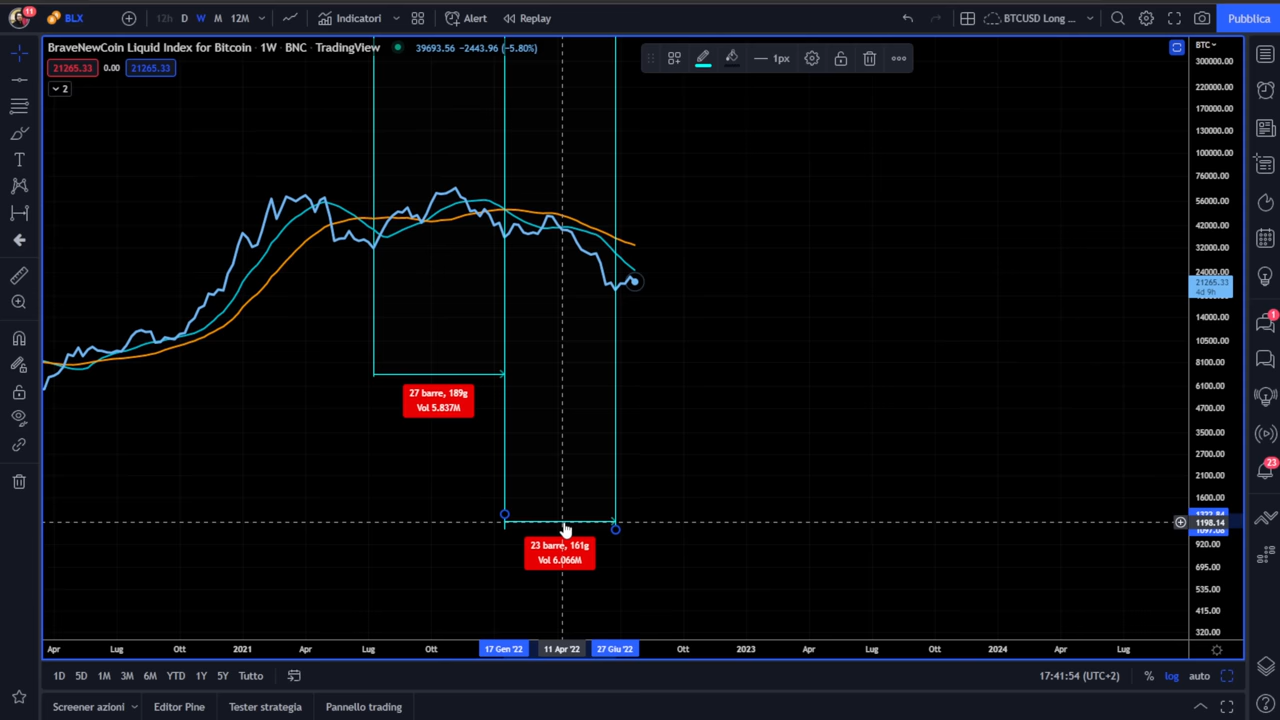 11
BLX
12h D W M 12M
Indicatori
Alert
Replay
BTCUSD Long ...
Pubblica
BraveNewCoin Liquid Index for Bitcoin · 1W · BNC · TradingView
39693.56 −2443.96 (−5.80%)
21265.33 0.00 21265.33
2
1px
BTC
300000.00
220000.00
170000.00
130000.00
100000.00
76000.00
56000.00
42000.00
32000.00
24000.00
21265.33
4d 9h
14000.00
10500.00
8100.00
6100.00
4700.00
3500.00
2700.00
2100.00
1600.00
1198.14
920.00
695.00
535.00
415.00
320.00
27 barre, 189g
Vol 5.837M
23 barre, 161g
Vol 6.066M
Apr Lug Ott 2021 Apr Lug Ott 17 Gen '22 11 Apr '22 27 Giu '22 Ott 2023 Apr Lug Ott 2024 Apr Lug
1D 5D 1M 3M 6M YTD 1Y 5Y Tutto
17:41:54 (UTC+2) % log auto
Screener azioni Editor Pine Tester strategia Pannello trading
1
23